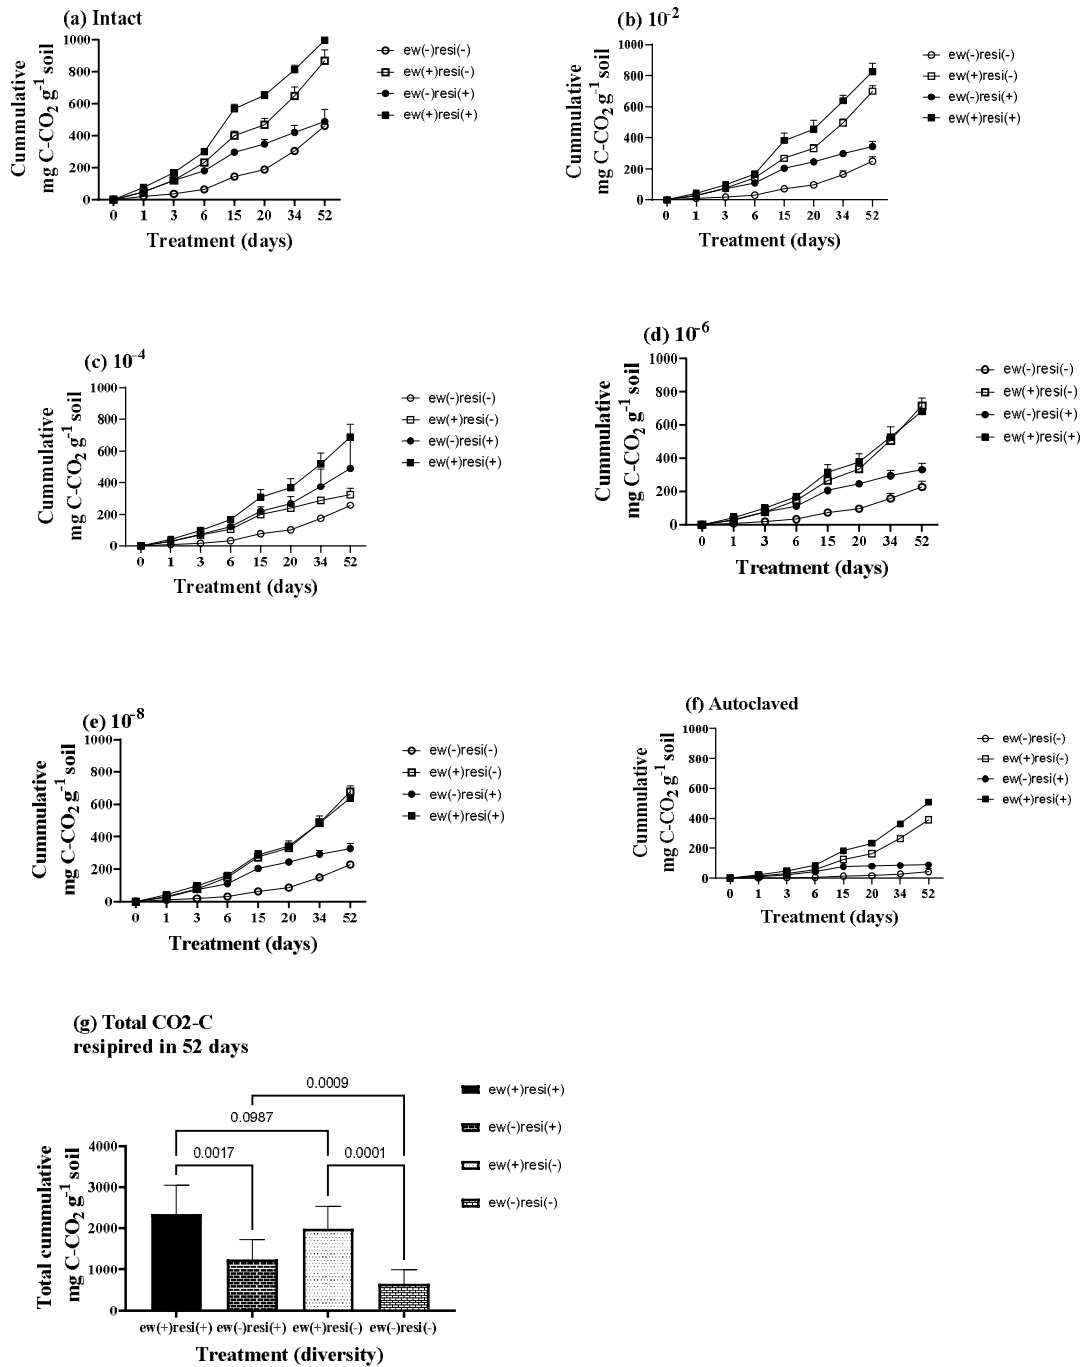 (a) Intact
Cummulative
mg C-CO2 g-1 soil
1000
800
600
400
200
0
0 1 3 6 15 20 34 52
Treatment (days)
ew(-)resi(-)
ew(+)resi(-)
ew(-)resi(+)
ew(+)resi(+)
(b) 10-2
Cummulative
mg C-CO2 g-1 soil
1000
800
600
400
200
0
0 1 3 6 15 20 34 52
Treatment (days)
ew(-)resi(-)
ew(+)resi(-)
ew(-)resi(+)
ew(+)resi(+)
(c) 10-4
Cummulative
mg C-CO2 g-1 soil
1000
800
600
400
200
0
0 1 3 6 15 20 34 52
Treatment (days)
ew(-)resi(-)
ew(+)resi(-)
ew(-)resi(+)
ew(+)resi(+)
(d) 10-6
Cummulative
mg C-CO2 g-1 soil
1000
800
600
400
200
0
0 1 3 6 15 20 34 52
Treatment (days)
ew(-)resi(-)
ew(+)resi(-)
ew(-)resi(+)
ew(+)resi(+)
(e) 10-8
Cummulative
mg C-CO2 g-1 soil
1000
800
600
400
200
0
0 1 3 6 15 20 34 52
Treatment (days)
ew(-)resi(-)
ew(+)resi(-)
ew(-)resi(+)
ew(+)resi(+)
(f) Autoclaved
Cummulative
mg C-CO2 g-1 soil
1000
800
600
400
200
0
0 1 3 6 15 20 34 52
Treatment (days)
ew(-)resi(-)
ew(+)resi(-)
ew(-)resi(+)
ew(+)resi(+)
(g) Total CO2-C
resipired in 52 days
Total cummulative
mg C-CO2 g-1 soil
4000
3000
2000
1000
0
0.0009
0.0987
0.0017
0.0001
ew(+)resi(+) ew(-)resi(+) ew(+)resi(-) ew(-)resi(-)
Treatment (diversity)
ew(+)resi(+)
ew(-)resi(+)
ew(+)resi(-)
ew(-)resi(-)